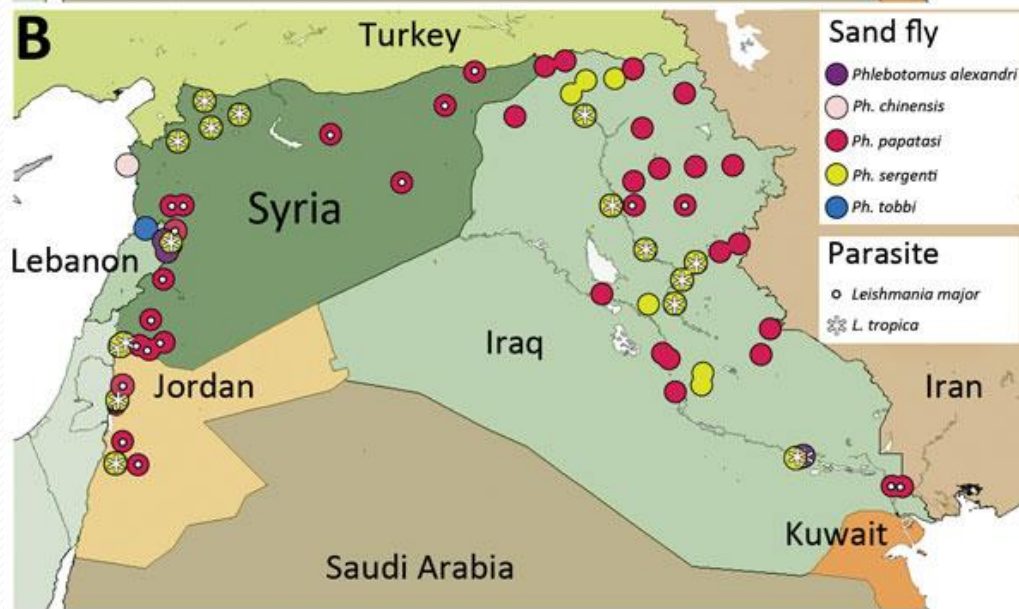 B
Turkey
Sand fly
Phlebotomus alexandri
Ph. chinensis
Ph. papatasi
Ph. sergenti
Ph. tobbi
Syria
Lebanon
Parasite
Leishmania major
L. tropica
Iraq
Jordan
Iran
Kuwait
Saudi Arabia